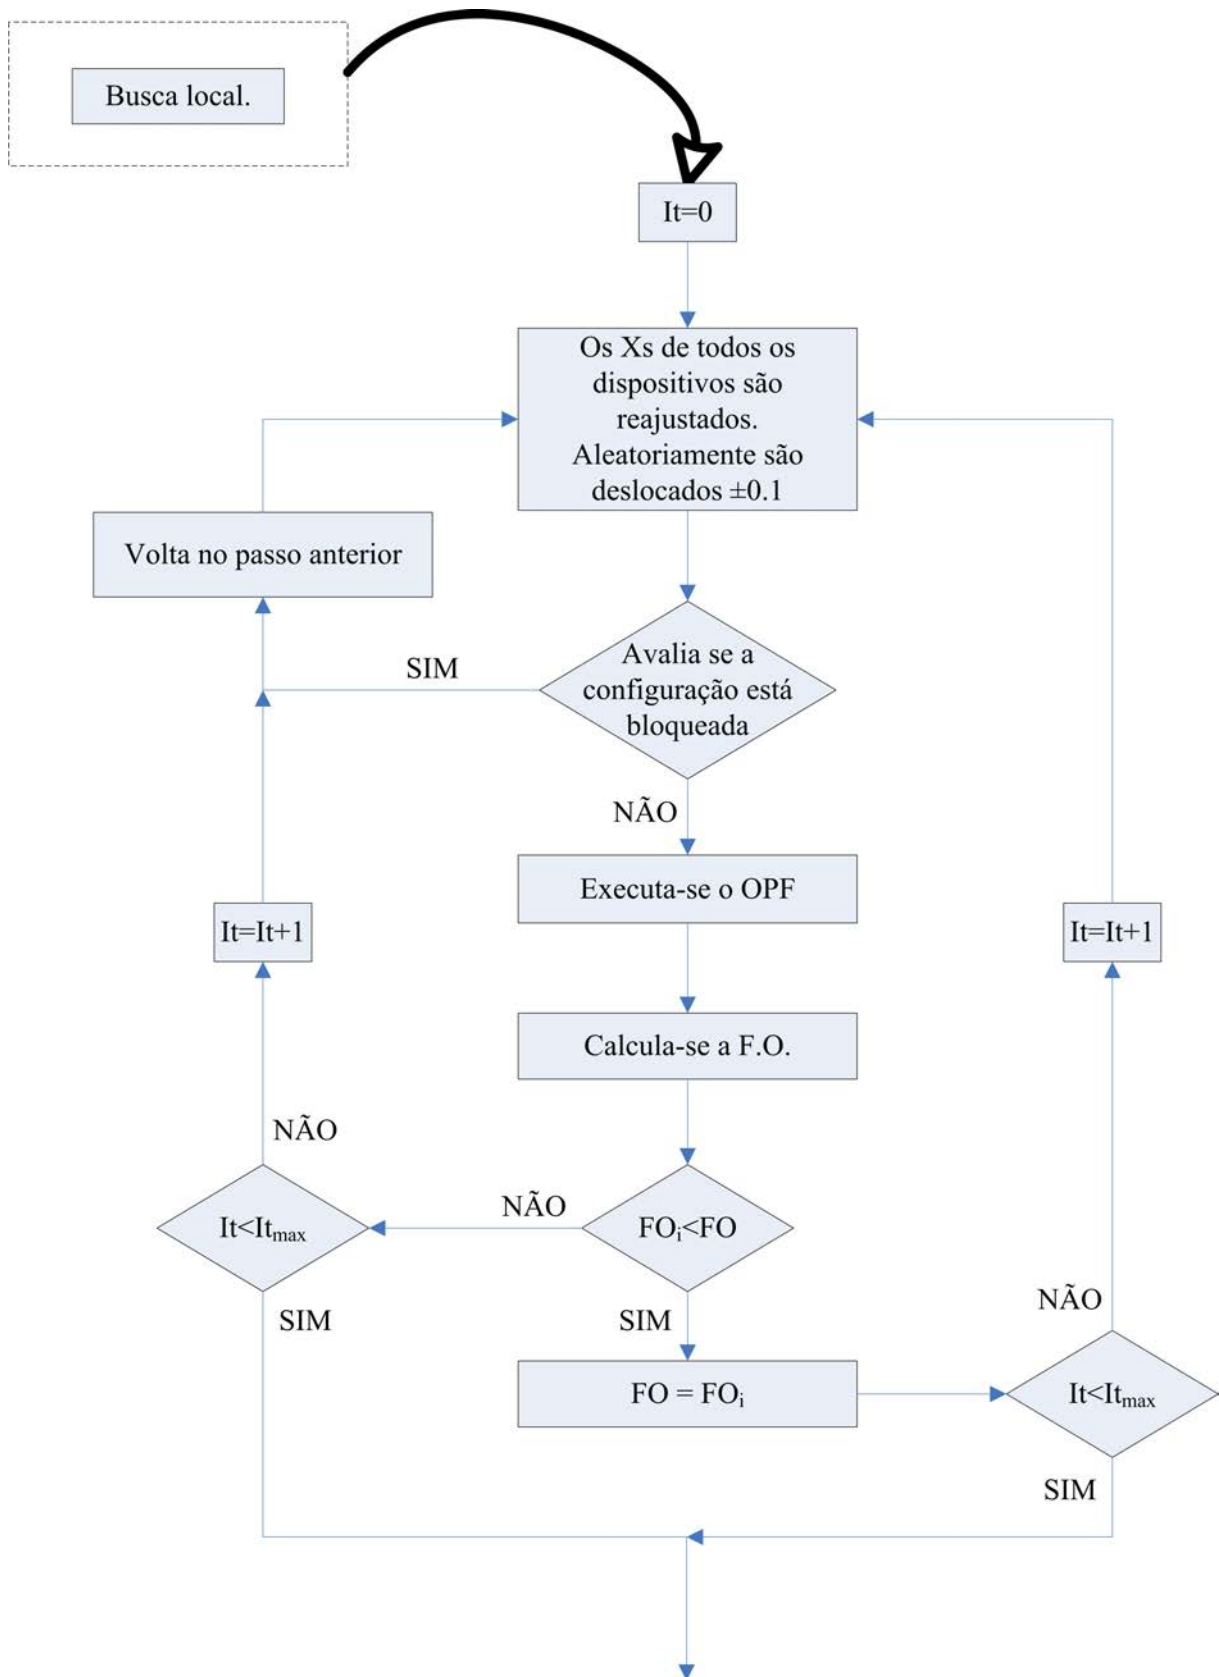 Busca local.
It=0
Os Xs de todos os
dispositivos são
reajustados.
Aleatoriamente são
deslocados ±0.1
Volta no passo anterior
SIM
Avalia se a
configuração está
bloqueada
NÃO
Executa-se o OPF
It=It+1
It=It+1
Calcula-se a F.O.
NÃO
NÃO
It<Itmax
FOi<FO
NÃO
SIM
SIM
FO = FOi
It<Itmax
SIM